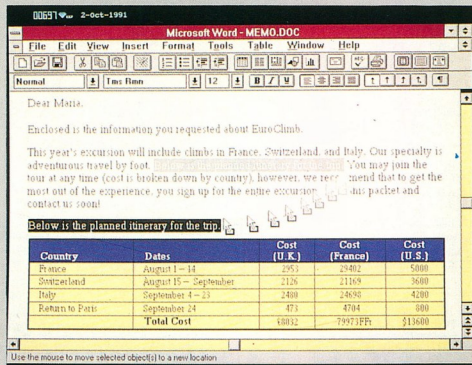 00691 2-Oct-1991
Microsoft Word - MEMO.DOC
File Edit View Insert Format Tools Table Window Help
Normal Tms Rmn 12 B I U
Dear Maria,
Enclosed is the information you requested about EuroClimb.
This year's excursion will include climbs in France, Switzerland, and Italy. Our specialty is
adventurous travel by foot. You may join the
tour at any time (cost is broken down by country), however, we recommend that to get the
most out of the experience, you sign up for the entire excursion. this packet and
contact us soon!
Below is the planned itinerary for the trip.
Country Dates Cost (U.K.) Cost (France) Cost (U.S.)
France August 1 – 14 2953 29402 5000
Switzerland August 15 – September 2126 21169 3600
Italy September 4 – 23 2480 24698 4200
Return to Paris September 24 473 4704 800
Total Cost 8032 79973FFr $13600
Use the mouse to move selected object(s) to a new location